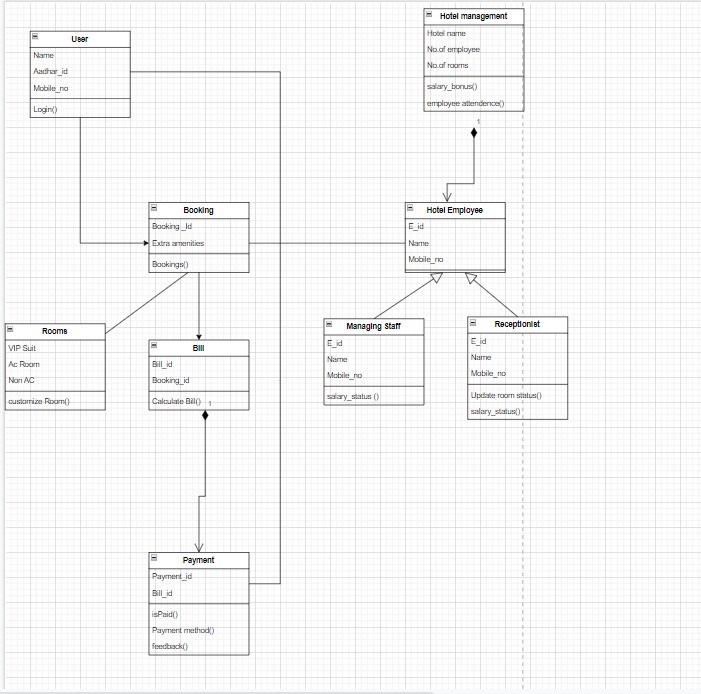 Hotel management
Hotel name
No.of employee
No.of rooms
salary_bonus()
employee attendence()
1
User
Name
Aadhar_id
Mobile_no
Login()
Booking
Booking _Id
Extra amenities
Bookings()
Hotel Employee
E_id
Name
Mobile_no
Rooms
VIP Suit
Ac Room
Non AC
customize Room()
Bill
Bill_id
Booking_id
Calculate Bill()
1
Managing Staff
E_id
Name
Mobile_no
salary_status ()
Receptionist
E_id
Name
Mobile_no
Update room status()
salary_status()
Payment
Payment_id
Bill_id
isPaid()
Payment method()
feedback()